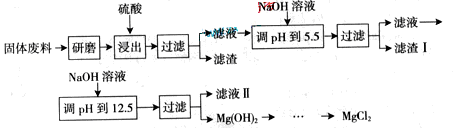 硫酸
NaOH 溶液
固体废料
研磨
浸出
过滤
滤液
滤渣
调 pH 到 5.5
过滤
滤液
滤渣 Ⅰ
NaOH 溶液
调 pH 到 12.5
过滤
滤液 Ⅱ
Mg(OH)₂
…
MgCl₂